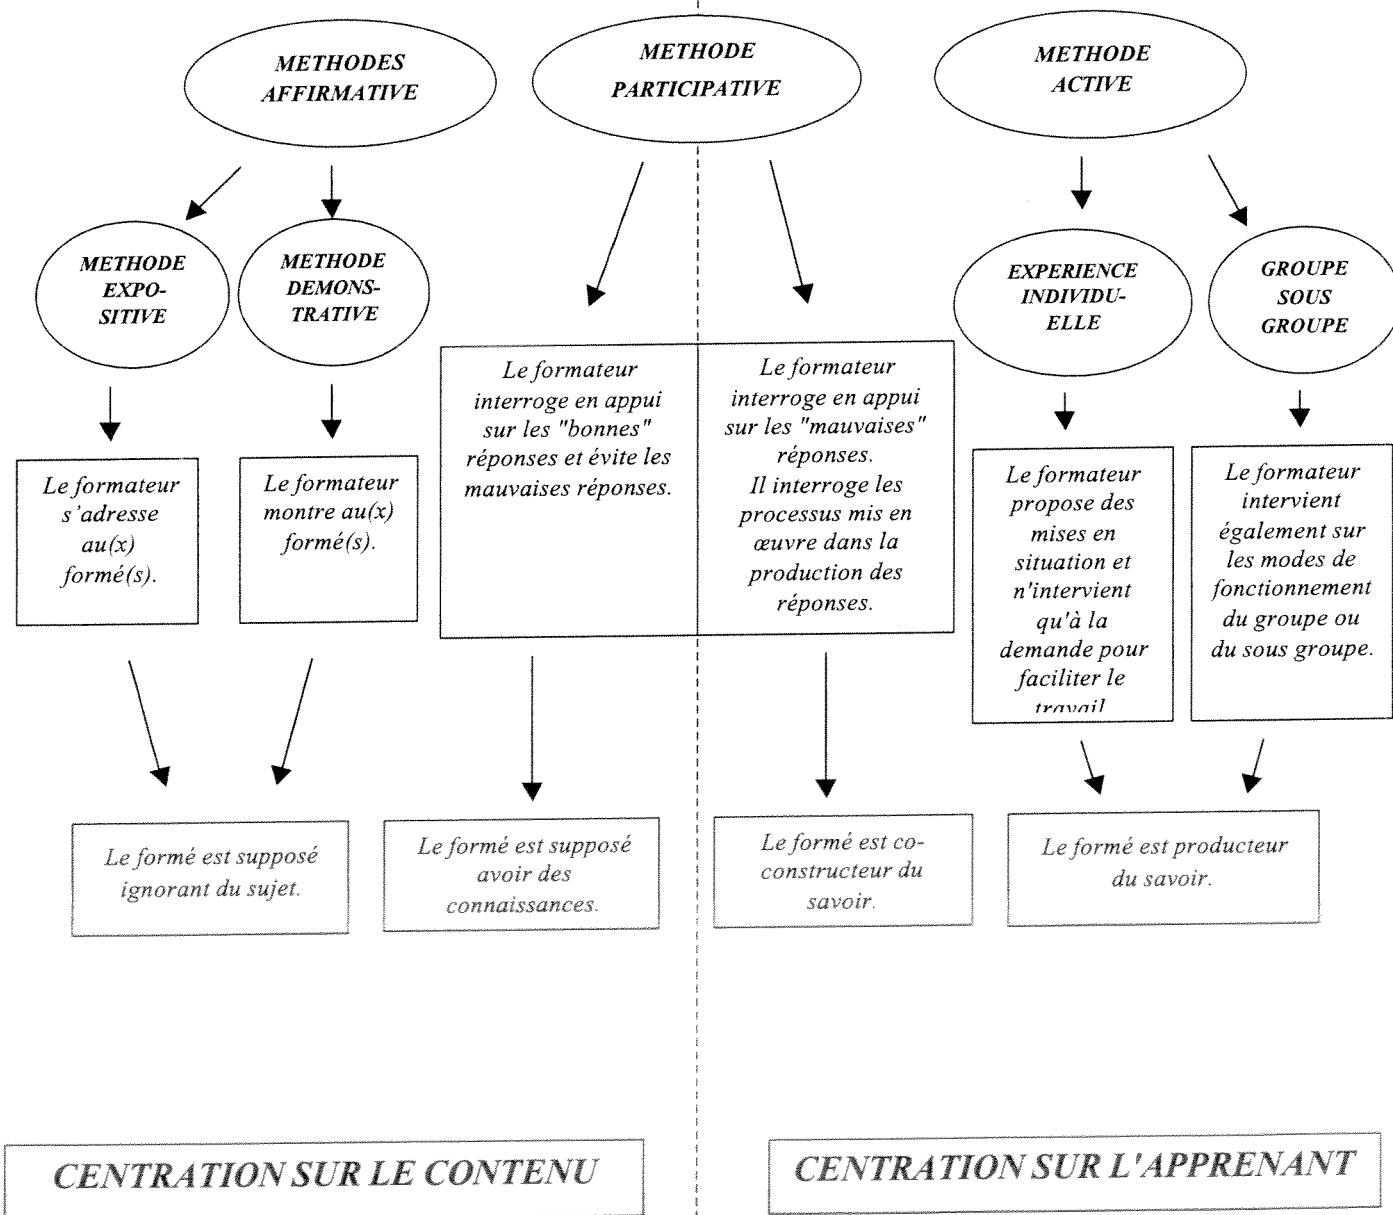 METHODES
AFFIRMATIVE
METHODE
PARTICIPATIVE
METHODE
ACTIVE
METHODE
EXPO-
SITIVE
METHODE
DEMONS-
TRATIVE
EXPERIENCE
INDIVIDU-
ELLE
GROUPE
SOUS
GROUPE
Le formateur
s'adresse
au(x)
formé(s).
Le formateur
montre au(x)
formé(s).
Le formateur
interroge en appui
sur les "bonnes"
réponses et évite les
mauvaises réponses.
Le formateur
interroge en appui
sur les "mauvaises"
réponses.
Il interroge les
processus mis en
œuvre dans la
production des
réponses.
Le formateur
propose des
mises en
situation et
n'intervient
qu'à la
demande pour
faciliter le
travail
Le formateur
intervient
également sur
les modes de
fonctionnement
du groupe ou
du sous groupe.
Le formé est supposé
ignorant du sujet.
Le formé est supposé
avoir des
connaissances.
Le formé est co-
constructeur du
savoir.
Le formé est producteur
du savoir.
CENTRATION SUR LE CONTENU
CENTRATION SUR L'APPRENANT